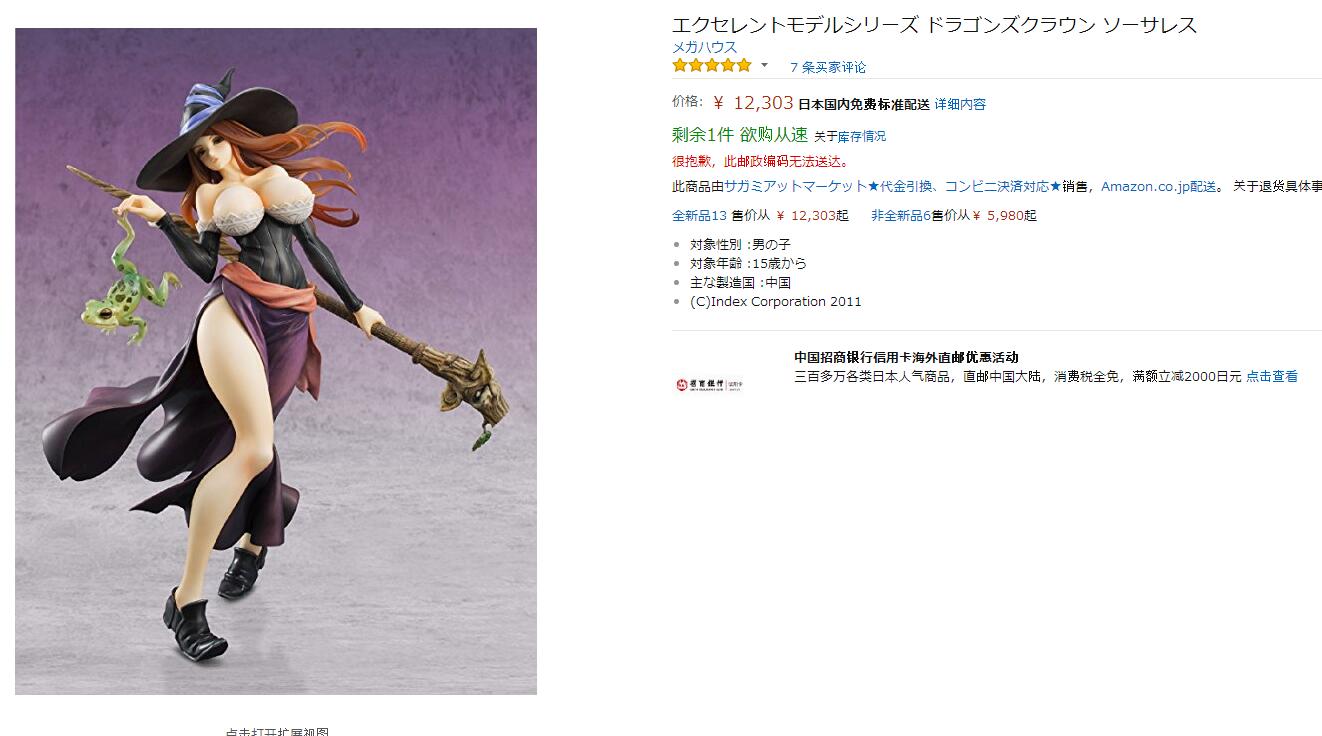 エクセレントモデルシリーズ ドラゴンズクラウン ソーサレス
メガハウス
7 条买家评论
价格: ￥ 12,303 日本国内免费标准配送 详细内容
剩余1件 欲购从速 关于库存情况
很抱歉，此邮政编码无法送达。
此商品由サガミアットマーケット★代金引換、コンビニ決済対応★销售，Amazon.co.jp配送。 关于退货具体事
全新品13 售价从 ￥ 12,303起 非全新品6售价从￥ 5,980起
対象性別 :男の子
対象年齢 :15歳から
主な製造国 :中国
(C)Index Corporation 2011
中国招商银行信用卡海外直邮优惠活动
三百多万各类日本人气商品，直邮中国大陆，消费税全免，满额立减2000日元 点击查看
招商銀行
点击打开扩展视图